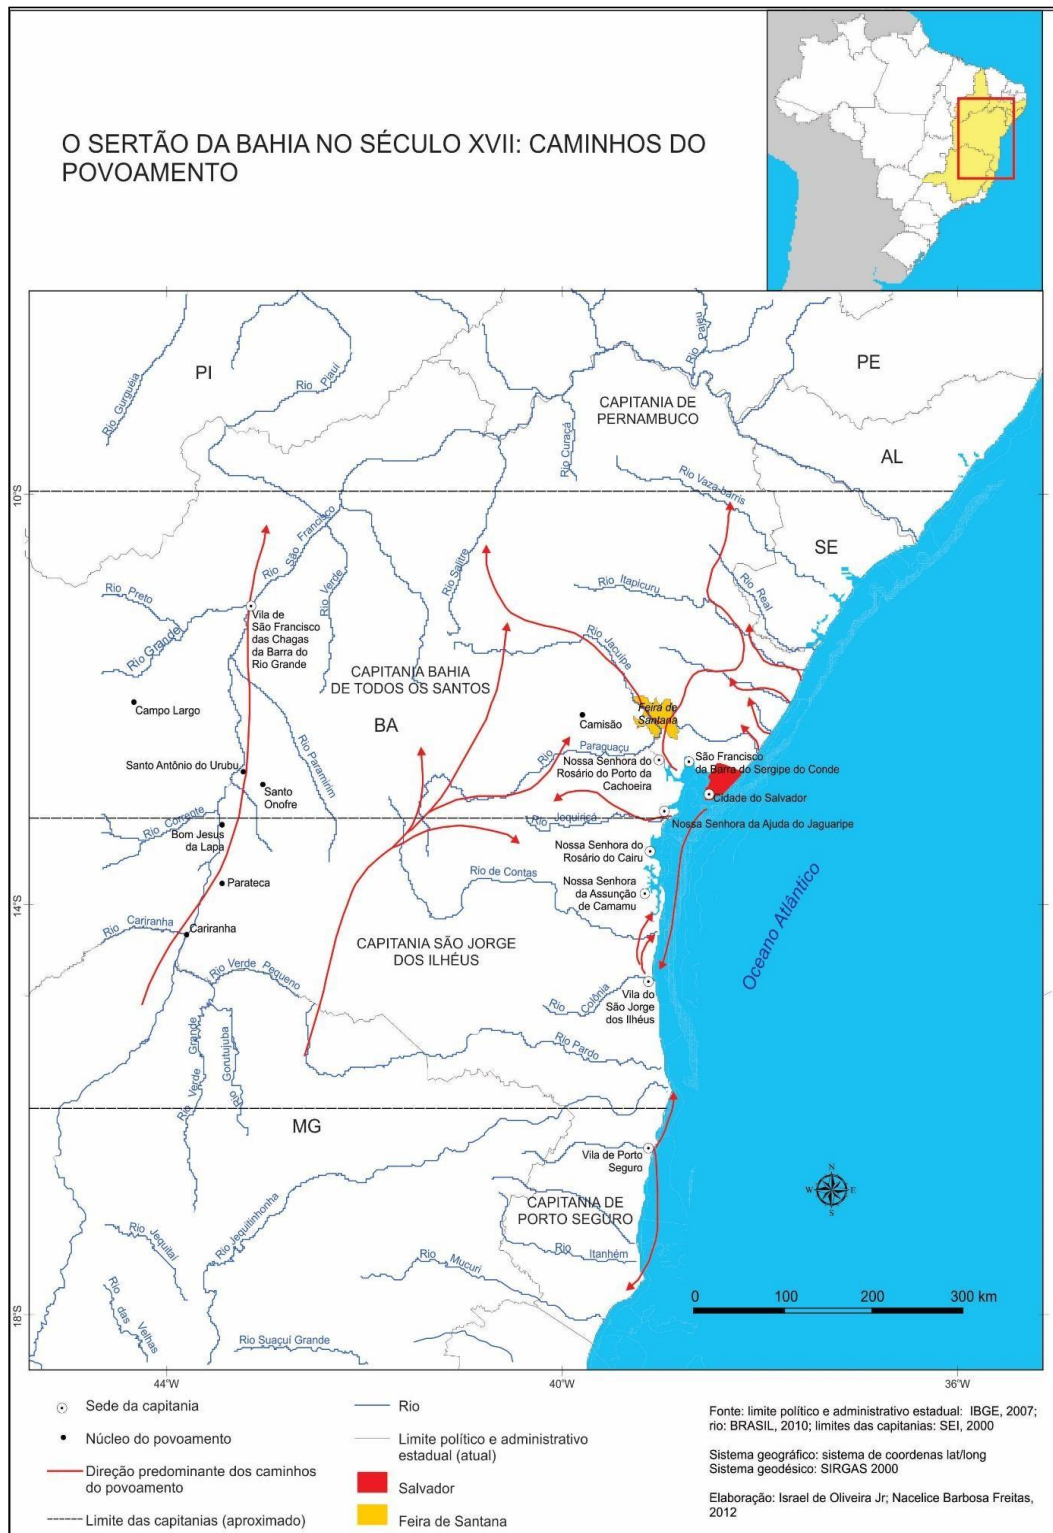 O SERTÃO DA BAHIA NO SÉCULO XVII: CAMINHOS DO
POVOAMENTO
PI
Rio Gurguéia
Rio Piauí
Rio Pajeú
PE
CAPITANIA DE
PERNAMBUCO
Rio Curaçá
AL
Rio Vaza-barris
10°S
SE
Rio São Francisco
Rio Preto
Rio Verde
Rio Salitre
Rio Itapicuru
Rio Real
Rio Grande
Vila de
São Francisco
das Chagas
da Barra do
Rio Grande
Rio Jacuípe
CAPITANIA BAHIA
DE TODOS OS SANTOS
BA
Campo Largo
Camisão
Feira de
Santana
Rio Paramirim
Rio Paraguaçu
Santo Antônio do Urubu
Santo
Onofre
Nossa Senhora do
Rosário do Porto da
Cachoeira
São Francisco
da Barra do Sergipe do Conde
Cidade do Salvador
Rio Corrente
Bom Jesus
da Lapa
Rio Jequiriçá
Nossa Senhora da Ajuda do Jaguaripe
Nossa Senhora do
Rosário do Cairu
Parateca
Rio de Contas
Nossa Senhora
da Assunção
de Camamu
14°S
Rio Cariranha
Cariranha
CAPITANIA SÃO JORGE
DOS ILHÉUS
Oceano Atlântico
Rio Verde Pequeno
Rio Colônia
Vila do
São Jorge
dos Ilhéus
Rio Verde Grande
Rio Gorutujuba
Rio Pardo
MG
Vila de Porto
Seguro
N
W E
S
CAPITANIA DE
PORTO SEGURO
Rio Jequitinhonha
Rio Jequitaí
Rio Itanhém
Rio Mucuri
Rio das Velhas
0 100 200 300 km
18°S
Rio Suaçuí Grande
44°W 40°W 36°W
Sede da capitania
Núcleo do povoamento
Direção predominante dos caminhos
do povoamento
Limite das capitanias (aproximado)
Rio
Limite político e administrativo
estadual (atual)
Salvador
Feira de Santana
Fonte: limite político e administrativo estadual: IBGE, 2007;
rio: BRASIL, 2010; limites das capitanias: SEI, 2000
Sistema geográfico: sistema de coordenas lat/long
Sistema geodésico: SIRGAS 2000
Elaboração: Israel de Oliveira Jr; Nacelice Barbosa Freitas,
2012